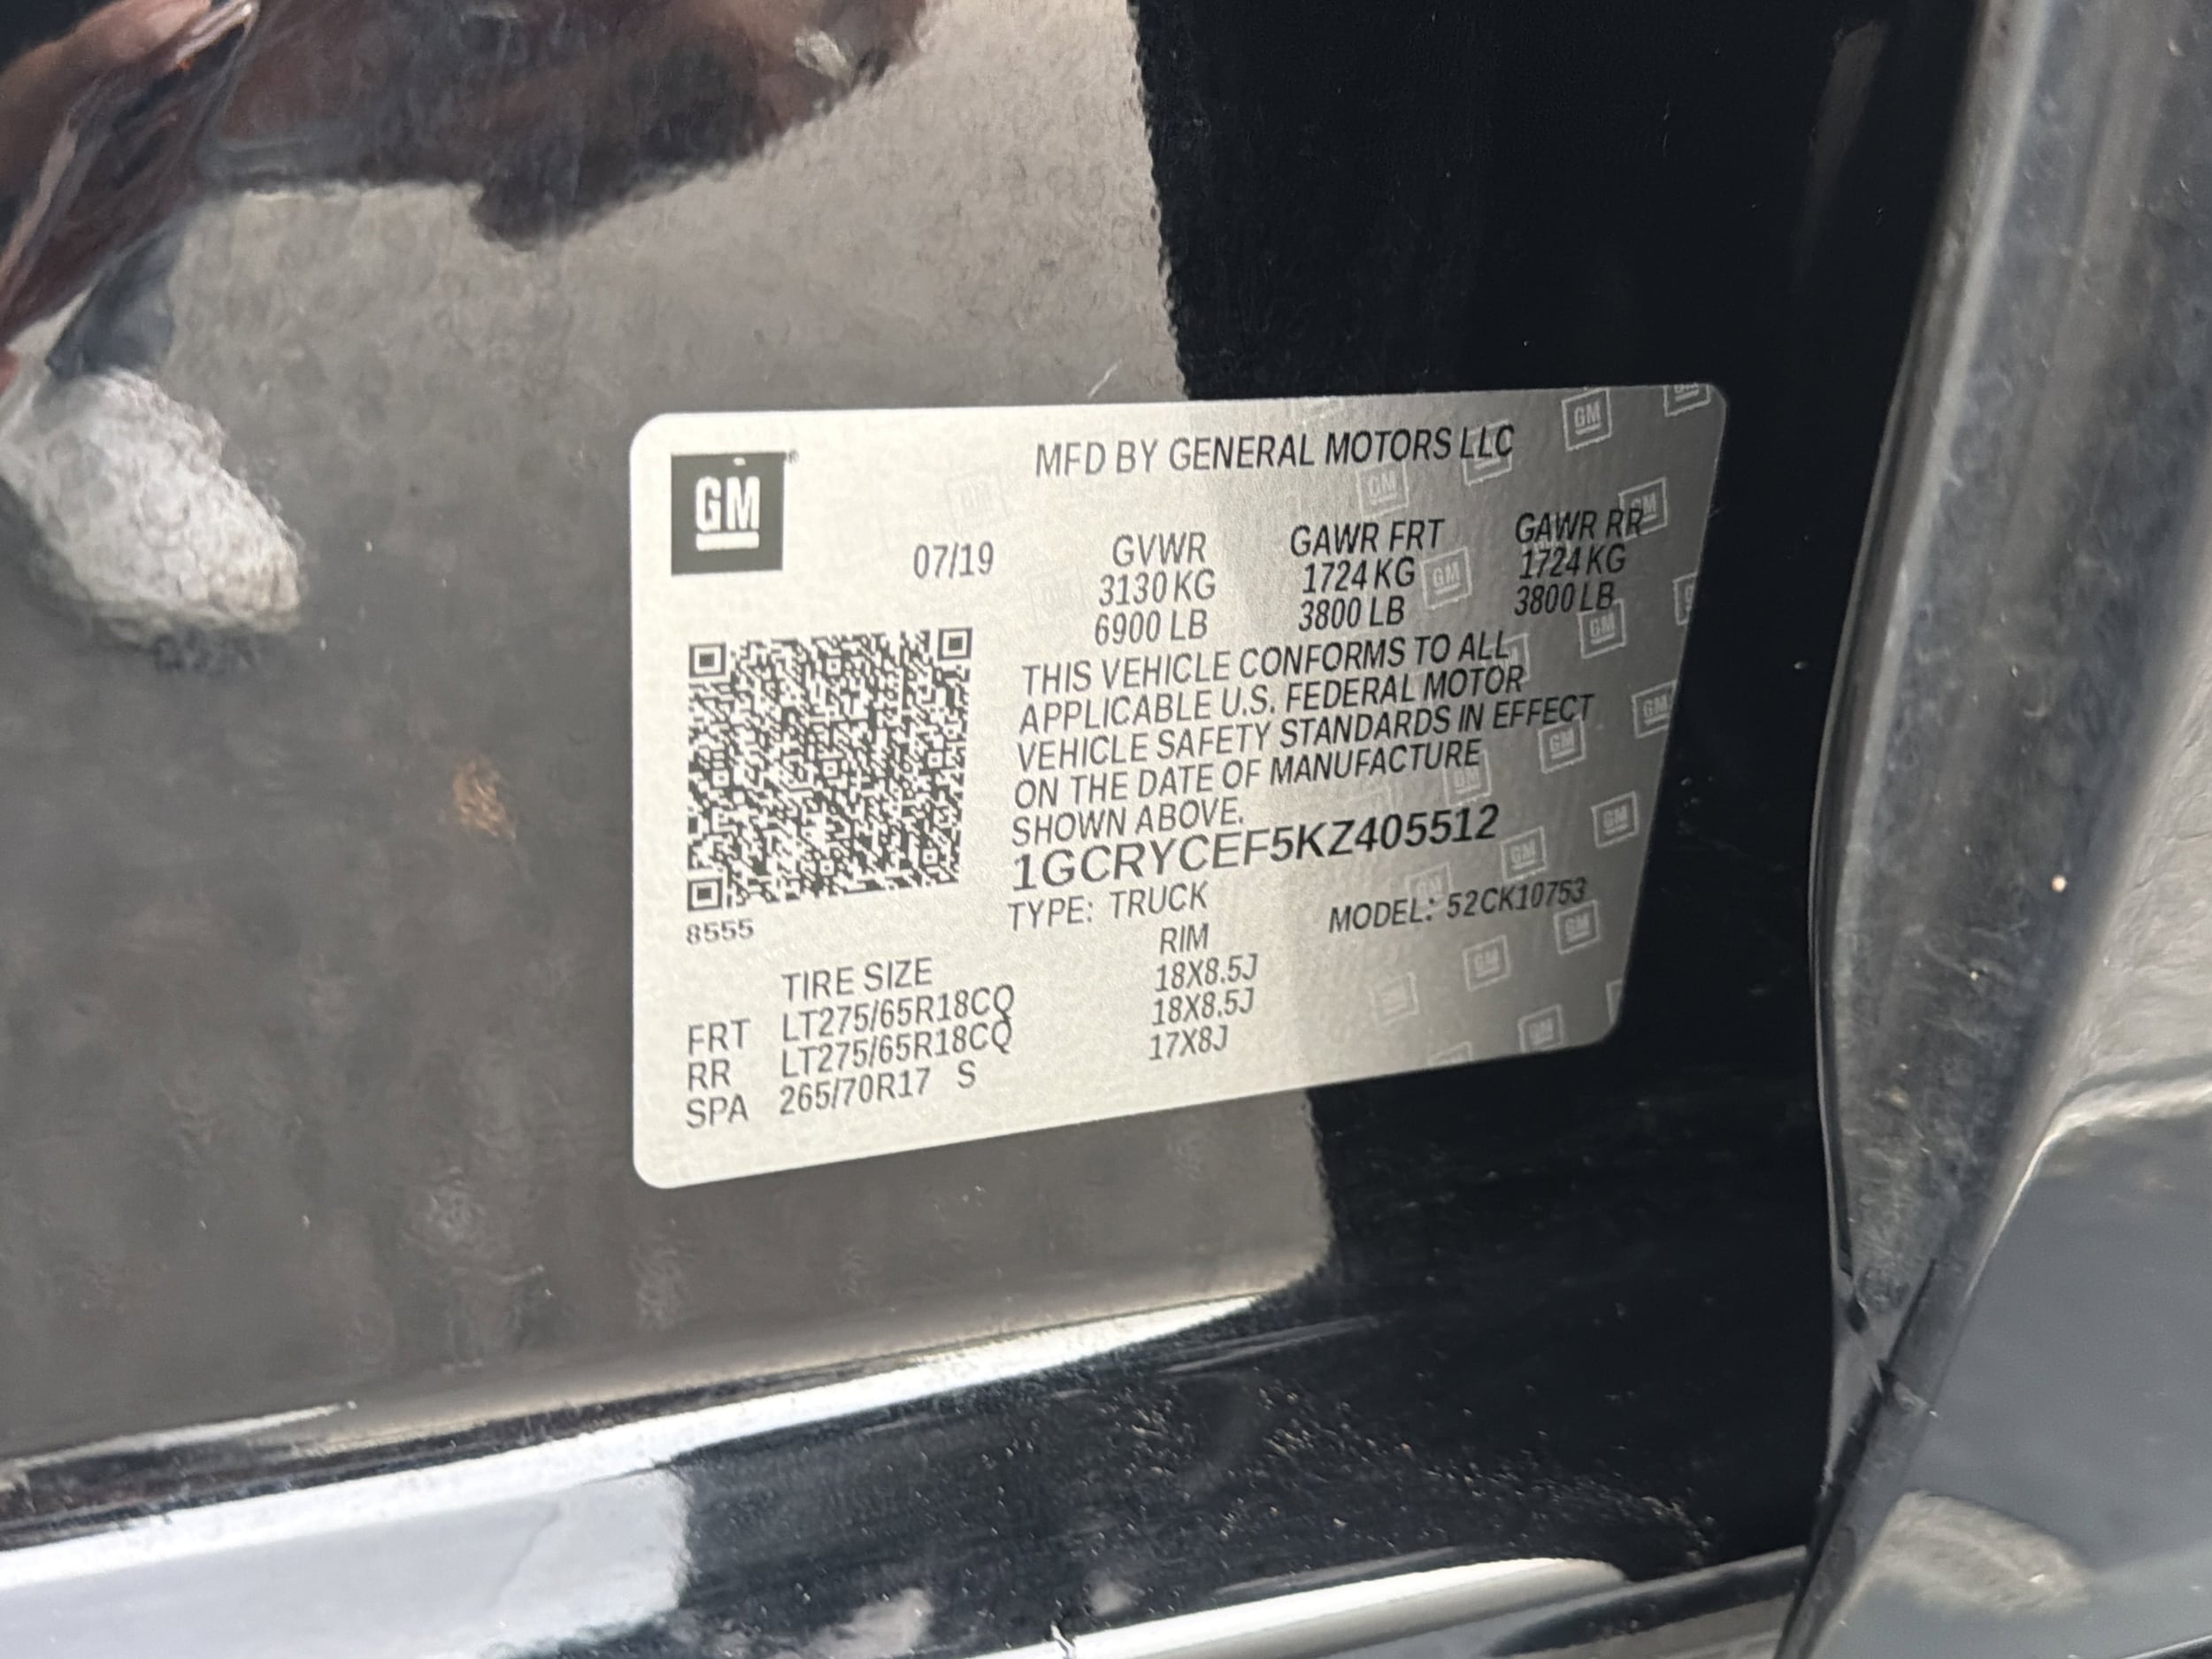 GM
MFD BY GENERAL MOTORS LLC
07/19 GVWR GAWR FRT GAWR RR
3130 KG 1724 KG 1724 KG
6900 LB 3800 LB 3800 LB
THIS VEHICLE CONFORMS TO ALL
APPLICABLE U.S. FEDERAL MOTOR
VEHICLE SAFETY STANDARDS IN EFFECT
ON THE DATE OF MANUFACTURE
SHOWN ABOVE.
1GCRYCEF5KZ405512
8555
TYPE: TRUCK MODEL: 52CK10753
TIRE SIZE RIM
FRT LT275/65R18CQ 18X8.5J
RR LT275/65R18CQ 18X8.5J
SPA 265/70R17 S 17X8J